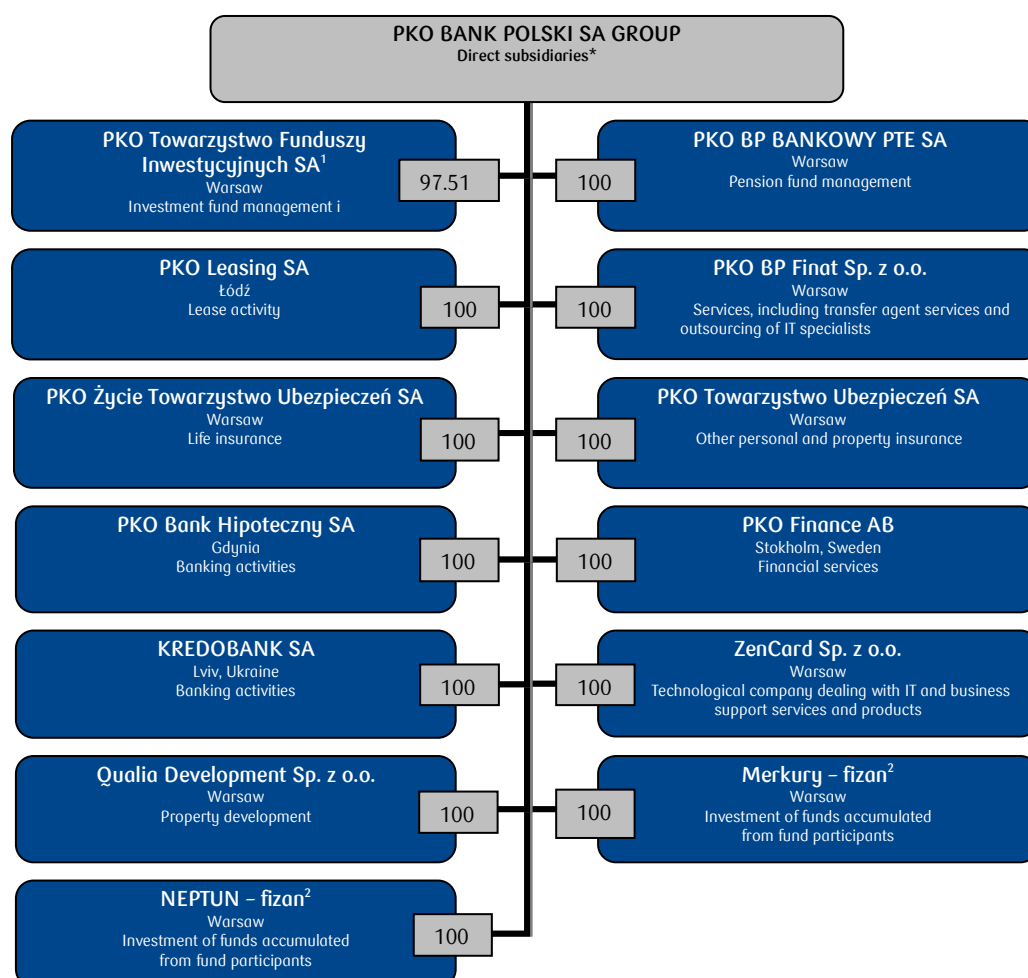 PKO BANK POLSKI SA GROUP
Direct subsidiaries*
PKO Towarzystwo Funduszy
Inwestycyjnych SA¹
Warsaw
Investment fund management i
97.51
PKO BP BANKOWY PTE SA
Warsaw
Pension fund management
100
PKO Leasing SA
Łódź
Lease activity
100
PKO BP Finat Sp. z o.o.
Warsaw
Services, including transfer agent services and
outsourcing of IT specialists
100
PKO Życie Towarzystwo Ubezpieczeń SA
Warsaw
Life insurance
100
PKO Towarzystwo Ubezpieczeń SA
Warsaw
Other personal and property insurance
100
PKO Bank Hipoteczny SA
Gdynia
Banking activities
100
PKO Finance AB
Stokholm, Sweden
Financial services
100
KREDOBANK SA
Lviv, Ukraine
Banking activities
100
ZenCard Sp. z o.o.
Warsaw
Technological company dealing with IT and business
support services and products
100
Qualia Development Sp. z o.o.
Warsaw
Property development
100
Merkury – fizan²
Warsaw
Investment of funds accumulated
from fund participants
100
NEPTUN – fizan²
Warsaw
Investment of funds accumulated
from fund participants
100